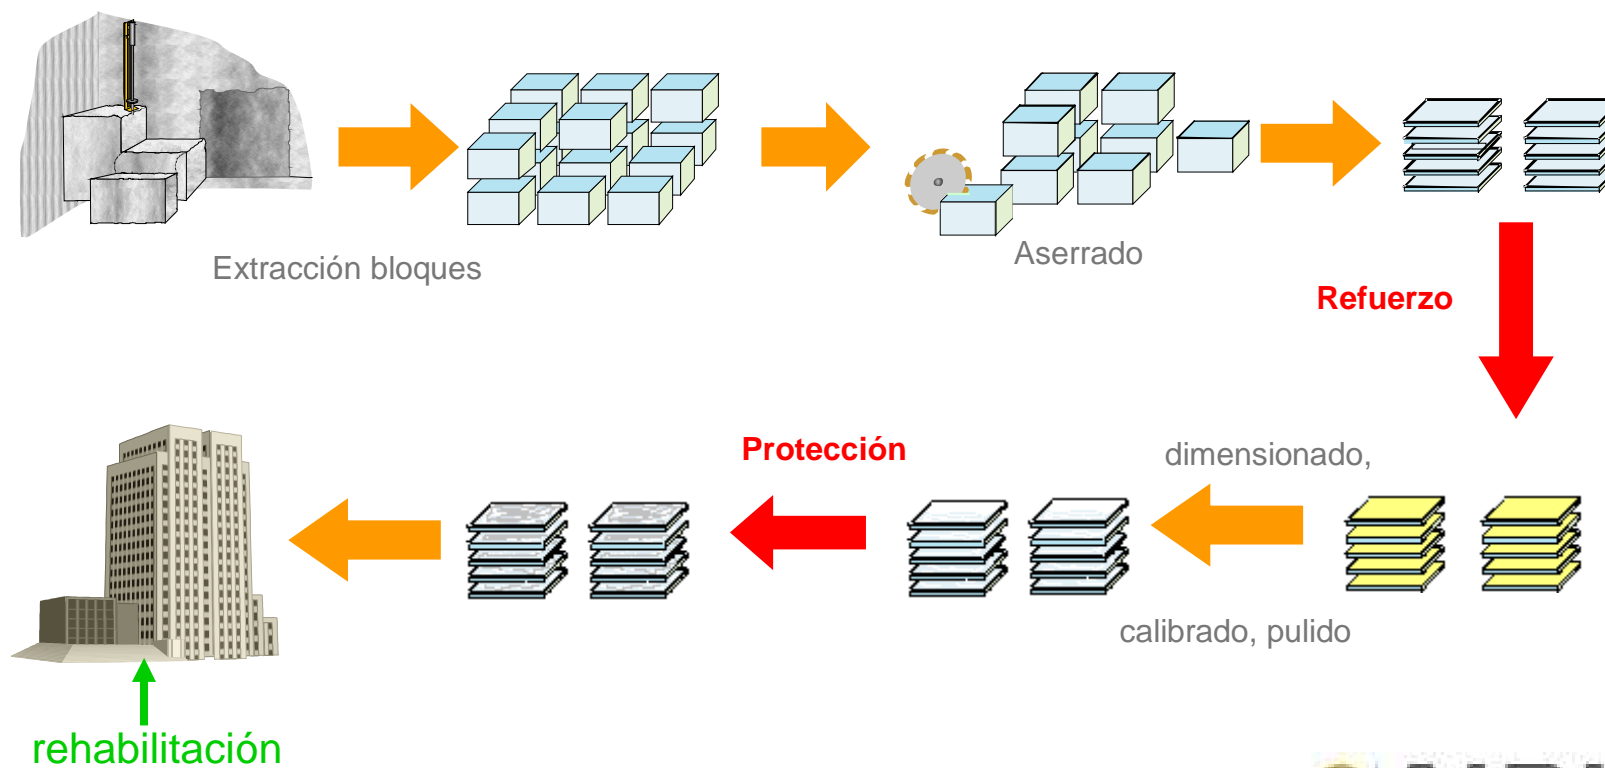 Extracción bloques
Aserrado
Refuerzo
Protección
dimensionado,
calibrado, pulido
rehabilitación